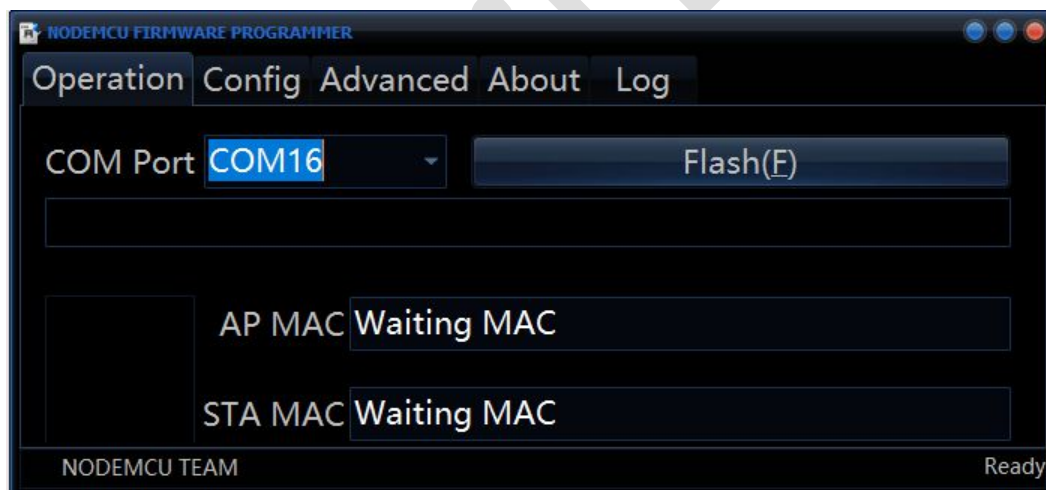 NODEMCU FIRMWARE PROGRAMMER
Operation Config Advanced About Log
COM Port COM16 Flash(F)
AP MAC Waiting MAC
STA MAC Waiting MAC
NODEMCU TEAM Ready